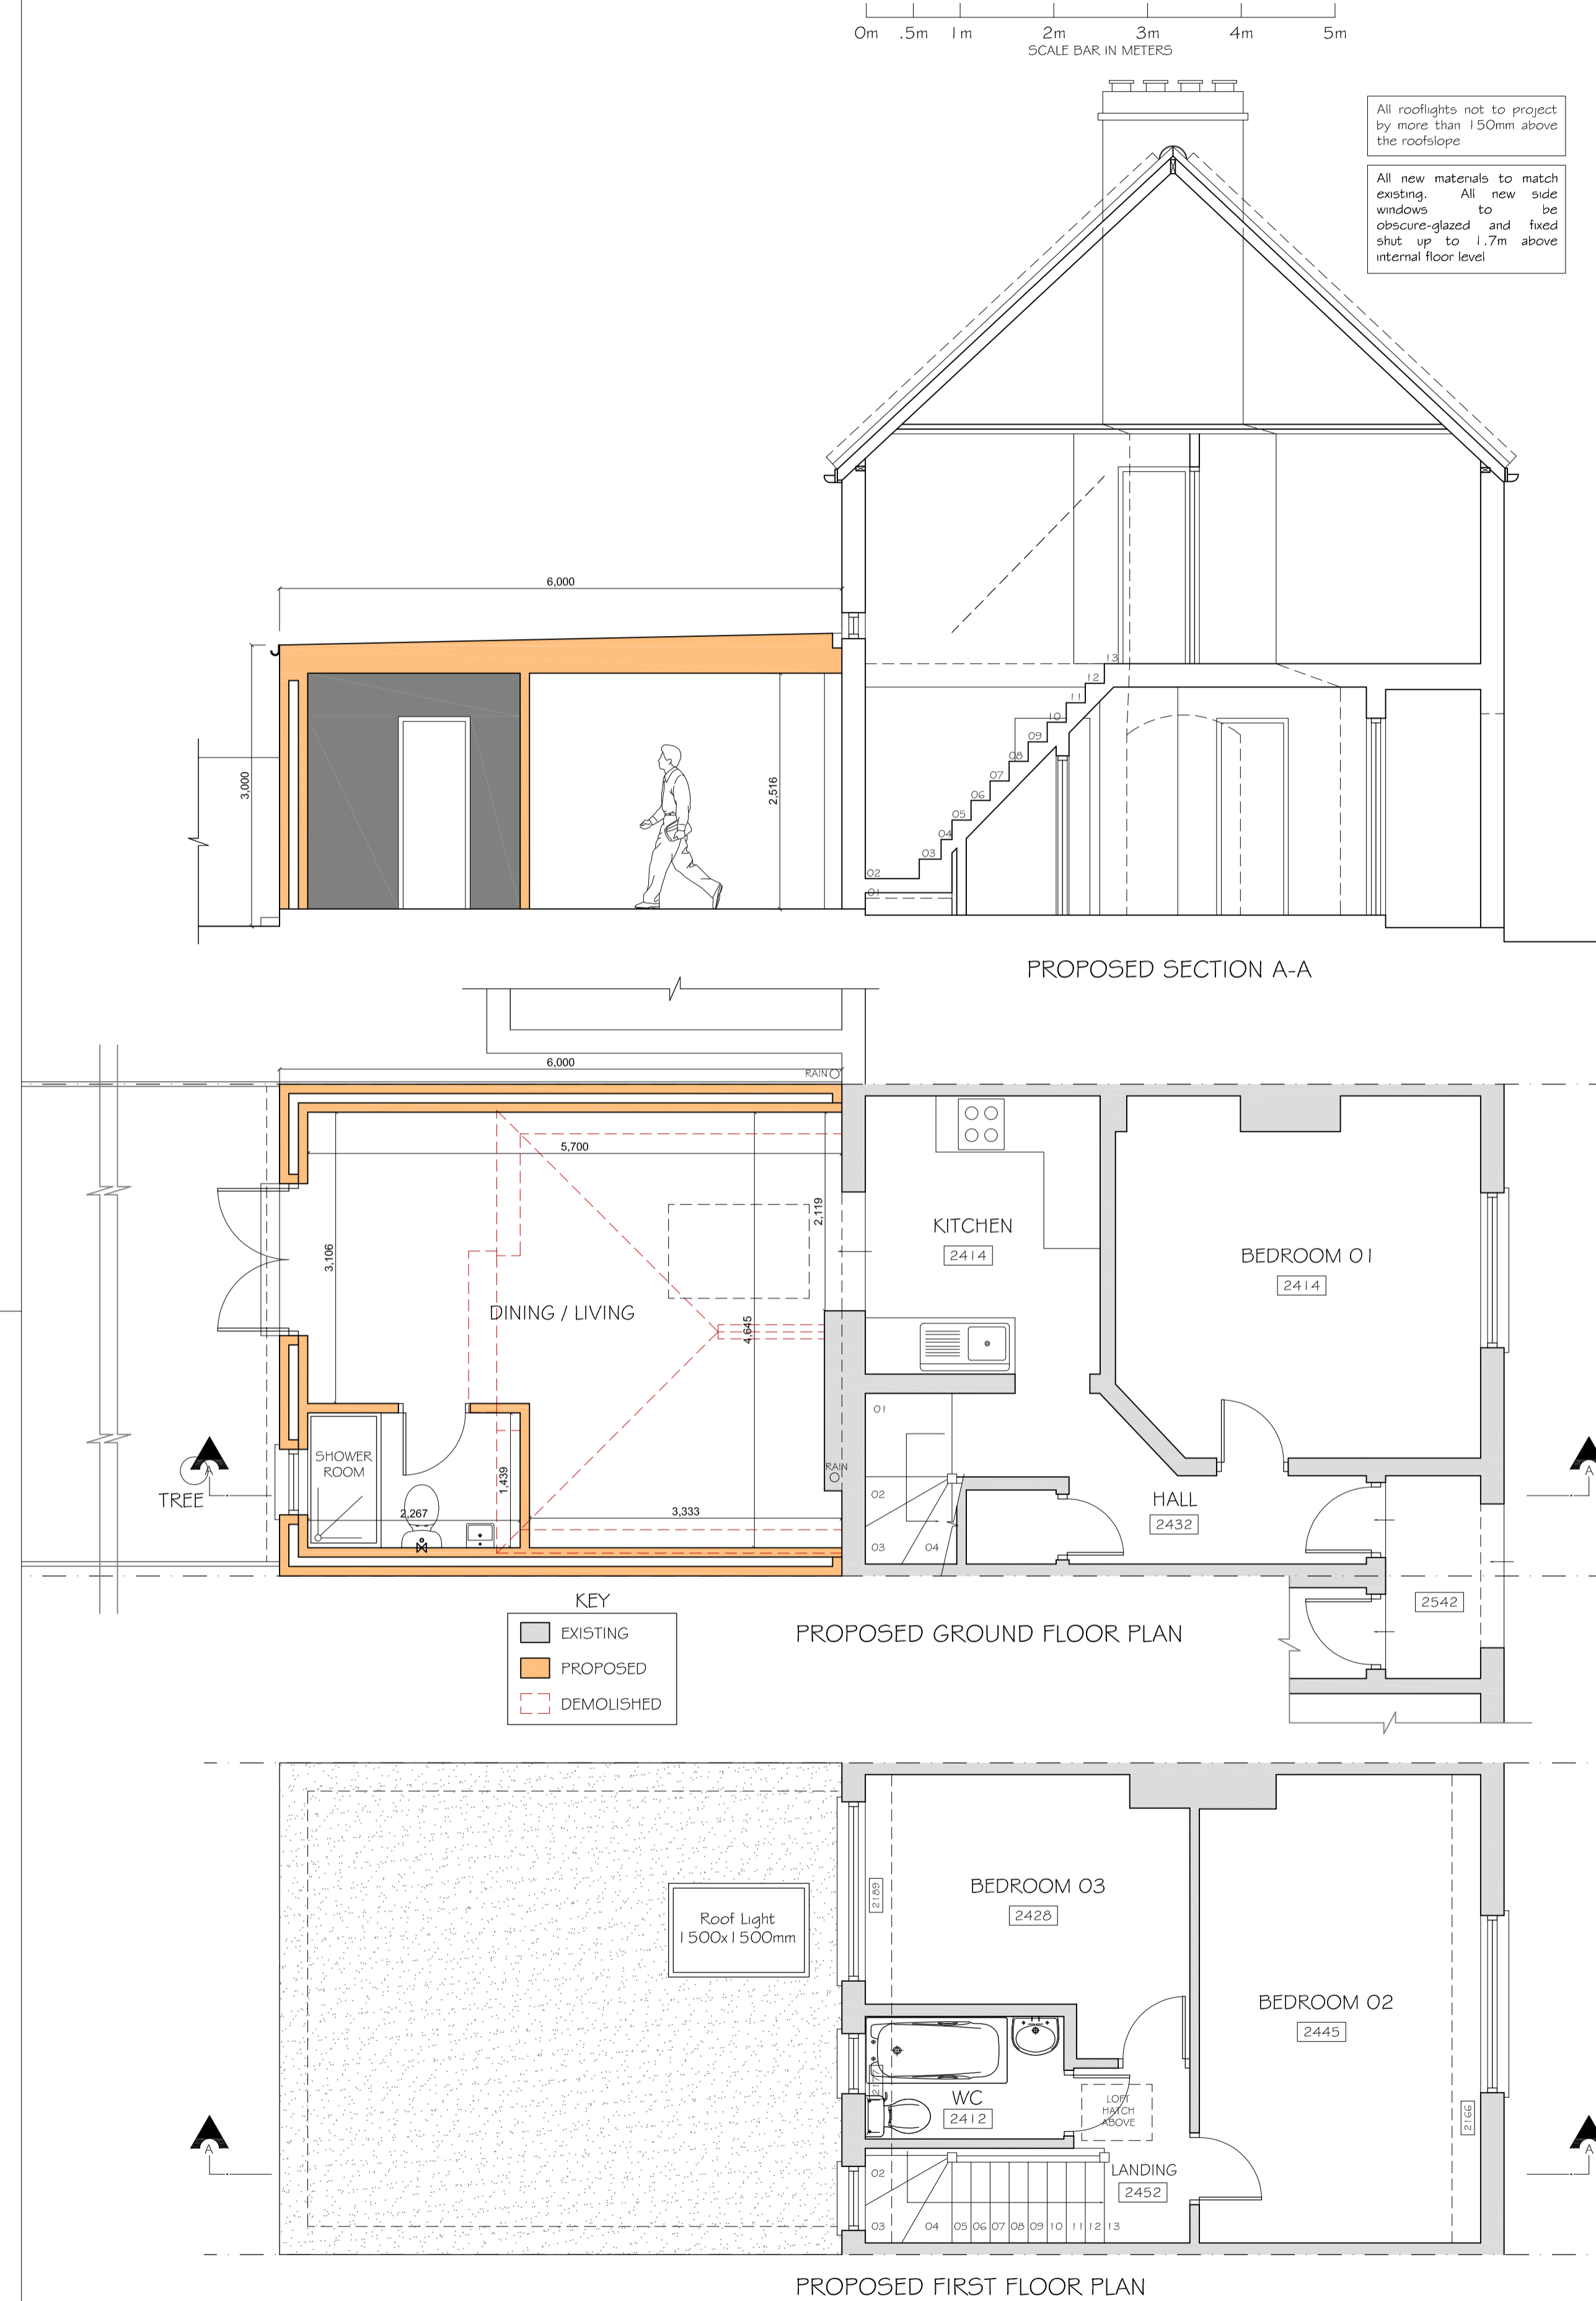 0m .5m 1m 2m 3m 4m 5m
SCALE BAR IN METERS
All rooflights not to project
by more than 150mm above
the roofslope
All new materials to match
existing. All new side
windows to be
obscure-glazed and fixed
shut up to 1.7m above
internal floor level
6,000
3,000
2,516
13
12
11
10
09
08
07
06
05
04
03
02
01
PROPOSED SECTION A-A
6,000
RAIN
5,700
2,119
3,106
4,645
DINING / LIVING
KITCHEN
2414
BEDROOM 01
2414
SHOWER
ROOM
1,439
2,267
3,333
RAIN
TREE
A
A
01
02
03 04
HALL
2432
2542
KEY
EXISTING
PROPOSED
DEMOLISHED
PROPOSED GROUND FLOOR PLAN
Roof Light
1500x1500mm
2189
BEDROOM 03
2428
BEDROOM 02
2445
2166
WC
2412
LOFT
HATCH
ABOVE
LANDING
2452
A
A
02
03 04 05 06 07 08 09 10 11 12 13
PROPOSED FIRST FLOOR PLAN